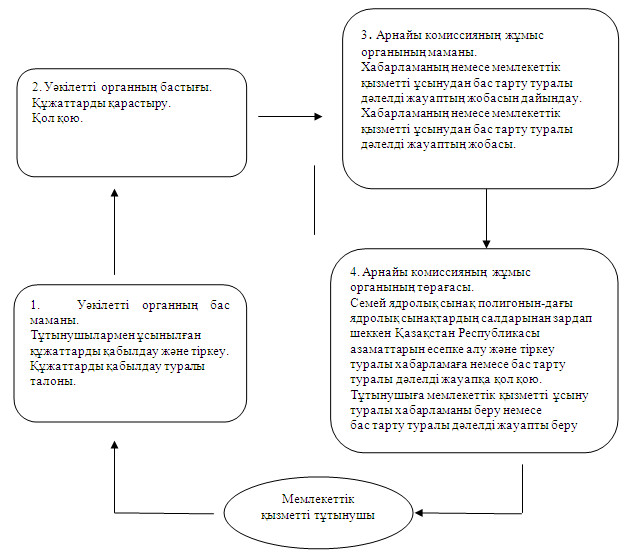 3. Арнайы комиссияның жұмыс
органының маманы.
Хабарламаның немесе мемлекеттік
қызметті ұсынудан бас тарту туралы
дәлелді жауаптың жобасын дайындау.
Хабарламаның немесе мемлекеттік
қызметті ұсынудан бас тарту туралы
дәлелді жауаптың жобасы.
2. Уәкілетті органның бастығы.
Құжаттарды қарастыру.
Қол қою.
4. Арнайы комиссияның жұмыс
органының төрағасы.
Семей ядролық сынақ полигонын-дағы
ядролық сынақтардың салдарынан зардап
шеккен Қазақстан Республикасы
азаматтарын есепке алу және тіркеу
туралы хабарламаға немесе бас тарту
туралы дәлелді жауапқа қол қою.
Тұтынушыға мемлекеттік қызметті ұсыну
туралы хабарламаны беру немесе
бас тарту туралы дәлелді жауапты беру
1. Уәкілетті органның бас
маманы.
Тұтынушылармен ұсынылған
құжаттарды қабылдау және тіркеу.
Құжаттарды қабылдау туралы
талоны.
Мемлекеттік
қызметті тұтынушы